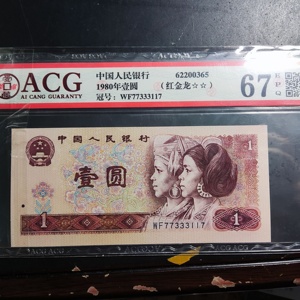 ACG
AI CANG GUARANTY
中国人民银行 62200365
1980年壹圆 (红金龙☆☆)
冠号: WF77333117
67
EPQ
中国人民银行
1
壹圆
WF77333117
1
1